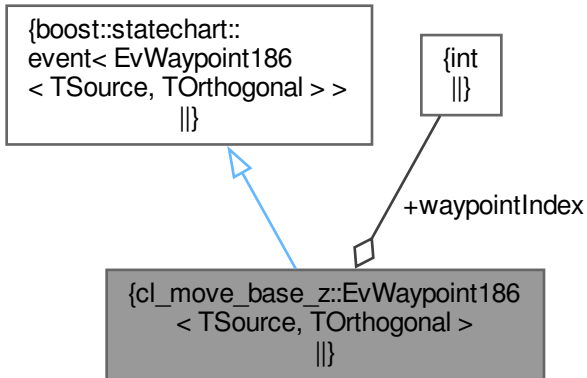 {boost::statechart::
event< EvWaypoint186
< TSource, TOrthogonal > >
||}
{int
||}
+waypointIndex
{cl_move_base_z::EvWaypoint186
< TSource, TOrthogonal >
||}